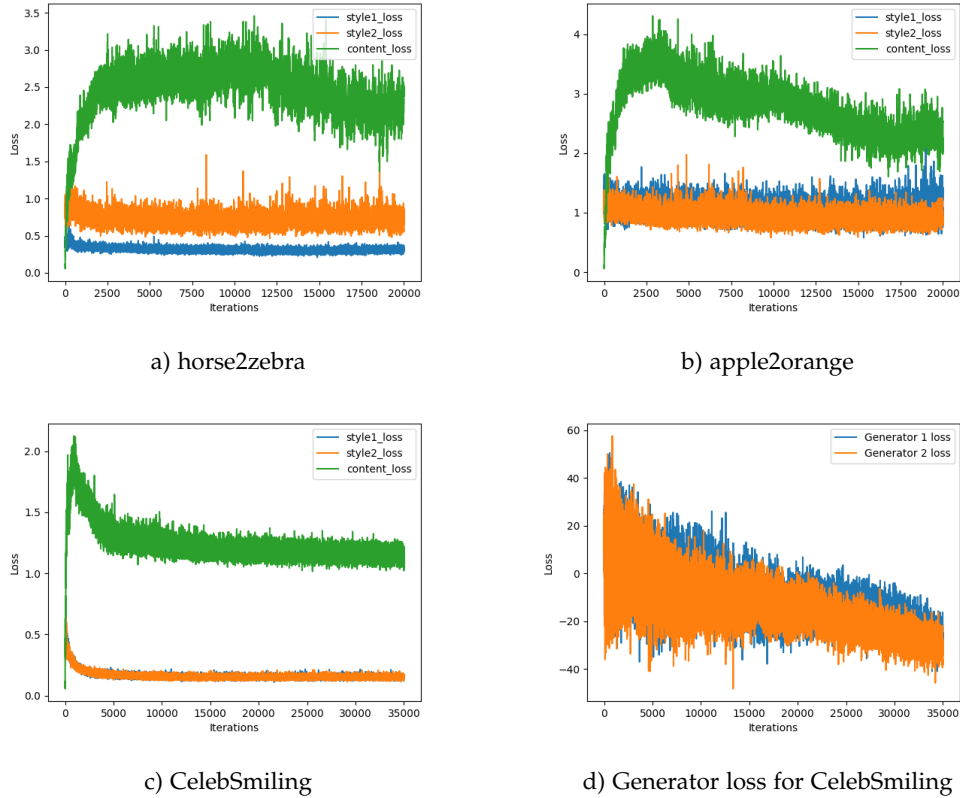 style1_loss
style2_loss
content_loss
3.5
3.0
2.5
2.0
1.5
1.0
0.5
0.0
Loss
0 2500 5000 7500 10000 12500 15000 17500 20000
Iterations
a) horse2zebra
style1_loss
style2_loss
content_loss
4
3
2
1
0
Loss
0 2500 5000 7500 10000 12500 15000 17500 20000
Iterations
b) apple2orange
style1_loss
style2_loss
content_loss
2.0
1.5
1.0
0.5
0.0
Loss
0 5000 10000 15000 20000 25000 30000 35000
Iterations
c) CelebSmiling
Generator 1 loss
Generator 2 loss
60
40
20
0
−20
−40
Loss
0 5000 10000 15000 20000 25000 30000 35000
Iterations
d) Generator loss for CelebSmiling